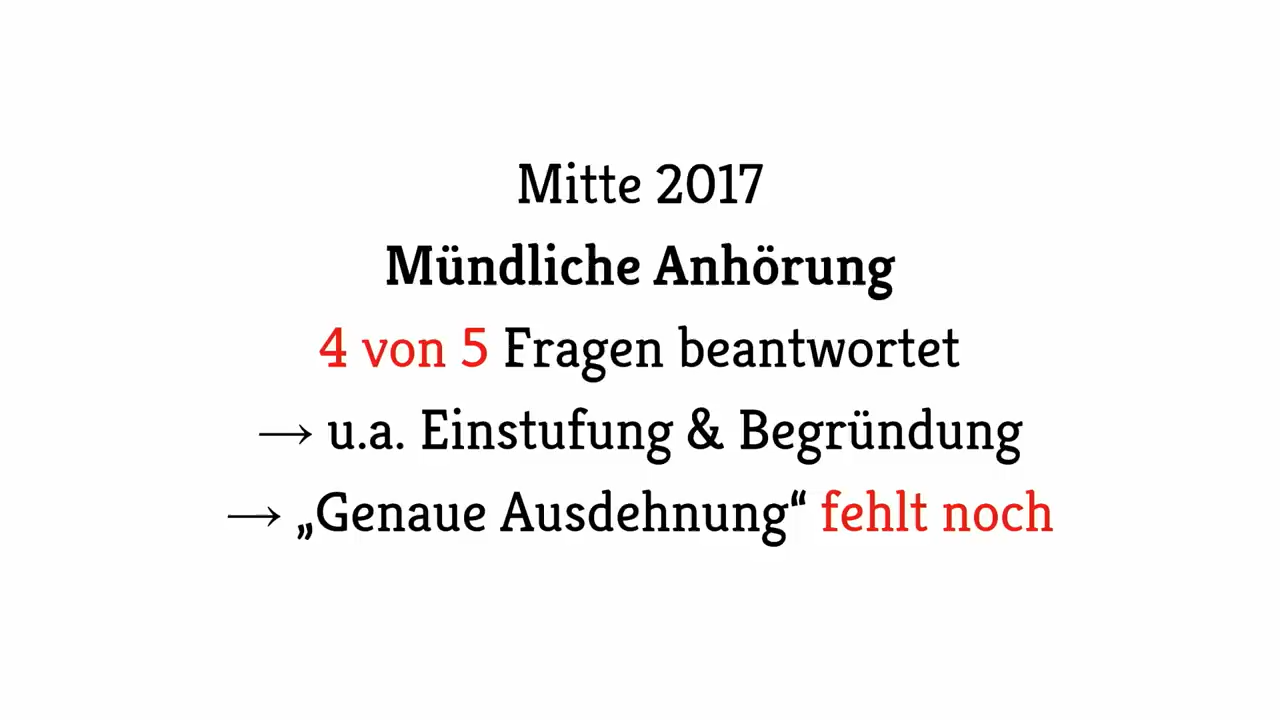 Mitte 2017
Mündliche Anhörung
4 von 5 Fragen beantwortet
→ u.a. Einstufung & Begründung
→ „Genaue Ausdehnung“ fehlt noch